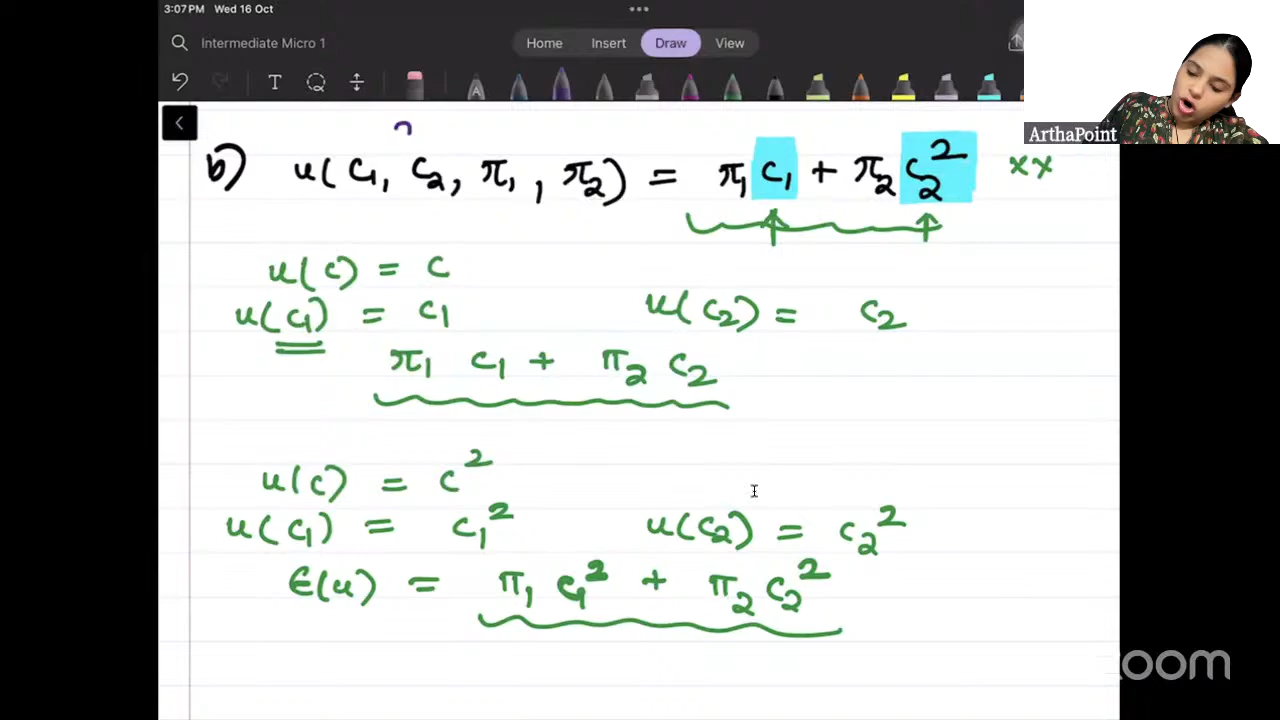 3:07 PM Wed 16 Oct
Intermediate Micro 1
Home Insert Draw View
T A
ArthaPoint
b) u(c₁, c₂, π₁, π₂) = π₁ c₁ + π₂ c₂² xx
u(c) = c
u(c₁) = c₁ u(c₂) = c₂
π₁ c₁ + π₂ c₂
u(c) = c²
u(c₁) = c₁² u(c₂) = c₂²
E(u) = π₁ c₁² + π₂ c₂²
zoom